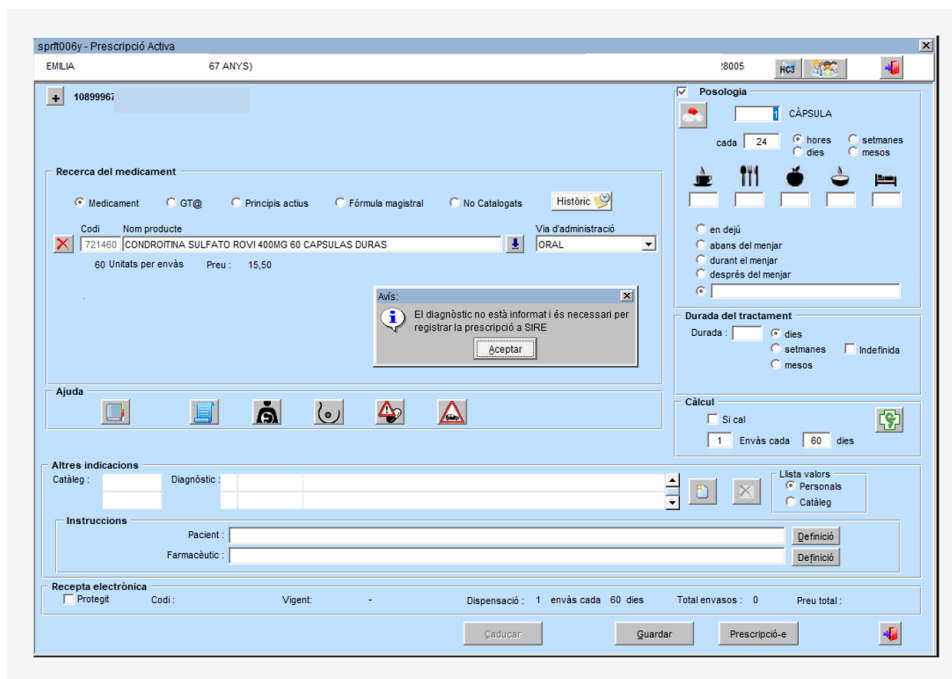 sprft006y - Prescripció Activa
EMILIA 67 ANYS) 8005 HC3
+ 1089996
Posologia
1 CÀPSULA
cada 24 hores setmanes
dies mesos
Recerca del medicament
Medicament GT@ Principis actius Fórmula magistral No Catalogats Històric
Codi Nom producte Via d'administració
721460 CONDROITINA SULFATO ROVI 400MG 60 CAPSULAS DURAS ORAL
60 Unitats per envàs Preu : 15,50
en dejú
abans del menjar
durant el menjar
després del menjar
Avís:
El diagnòstic no està informat i és necessari per
registrar la prescripció a SIRE
Aceptar
Durada del tractament
Durada : dies
setmanes Indefinida
mesos
Ajuda
Càlcul
Si cal
1 Envàs cada 60 dies
Altres indicacions
Catàleg : Diagnòstic :
Llista valors
Personals
Catàleg
Instruccions
Pacient : Definició
Farmacèutic : Definició
Recepta electrònica
Protegit Codi : Vigent: - Dispensació : 1 envàs cada 60 dies Total envasos : 0 Preu total :
Caducar Guardar Prescripció-e